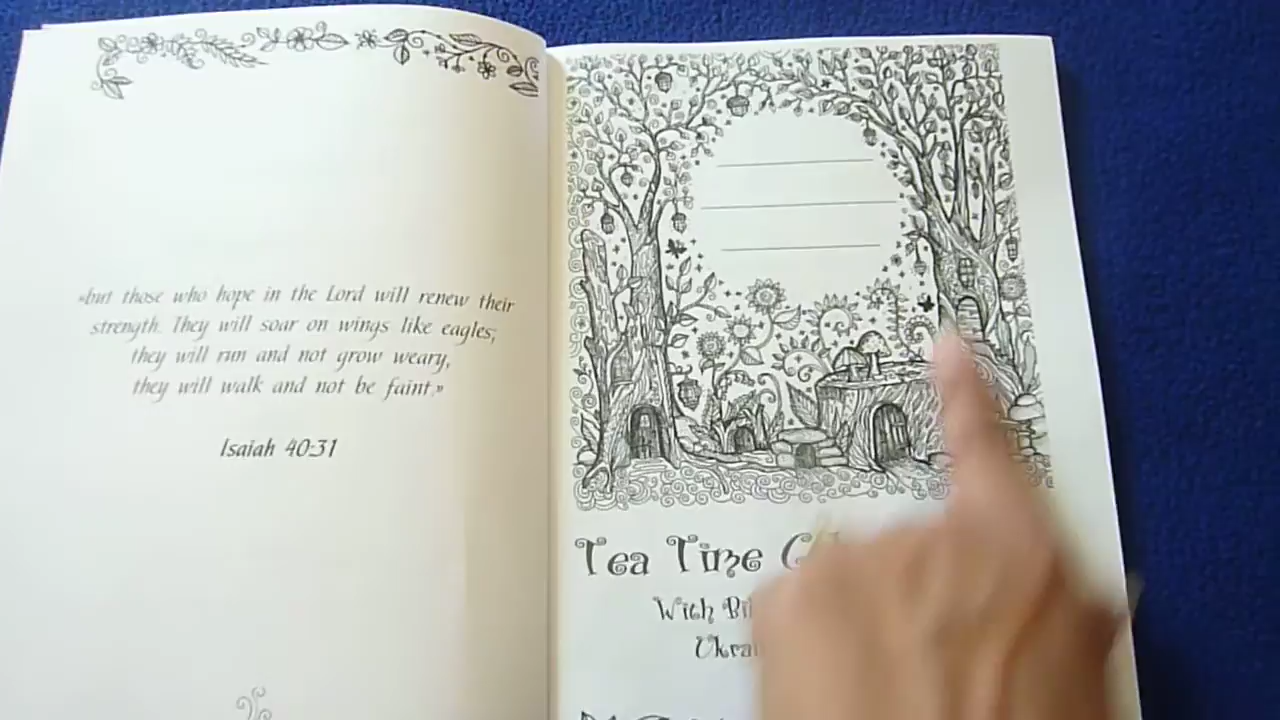 «but those who hope in the Lord will renew their
strength. They will soar on wings like eagles;
they will run and not grow weary,
they will walk and not be faint.»
Isaiah 40:31
Tea Time
With